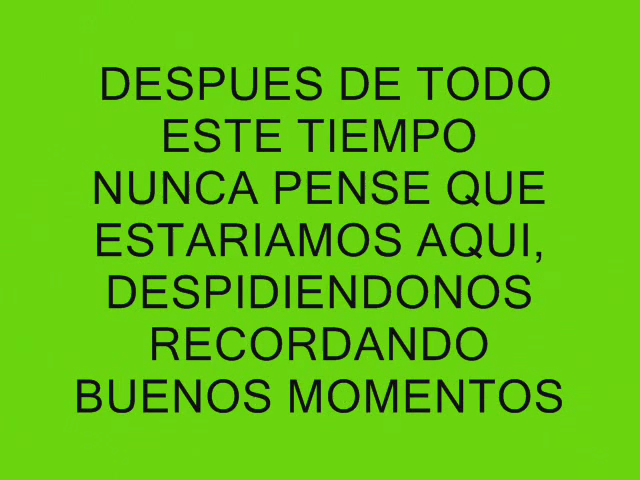 DESPUES DE TODO
ESTE TIEMPO
NUNCA PENSE QUE
ESTARIAMOS AQUI,
DESPIDIENDONOS
RECORDANDO
BUENOS MOMENTOS